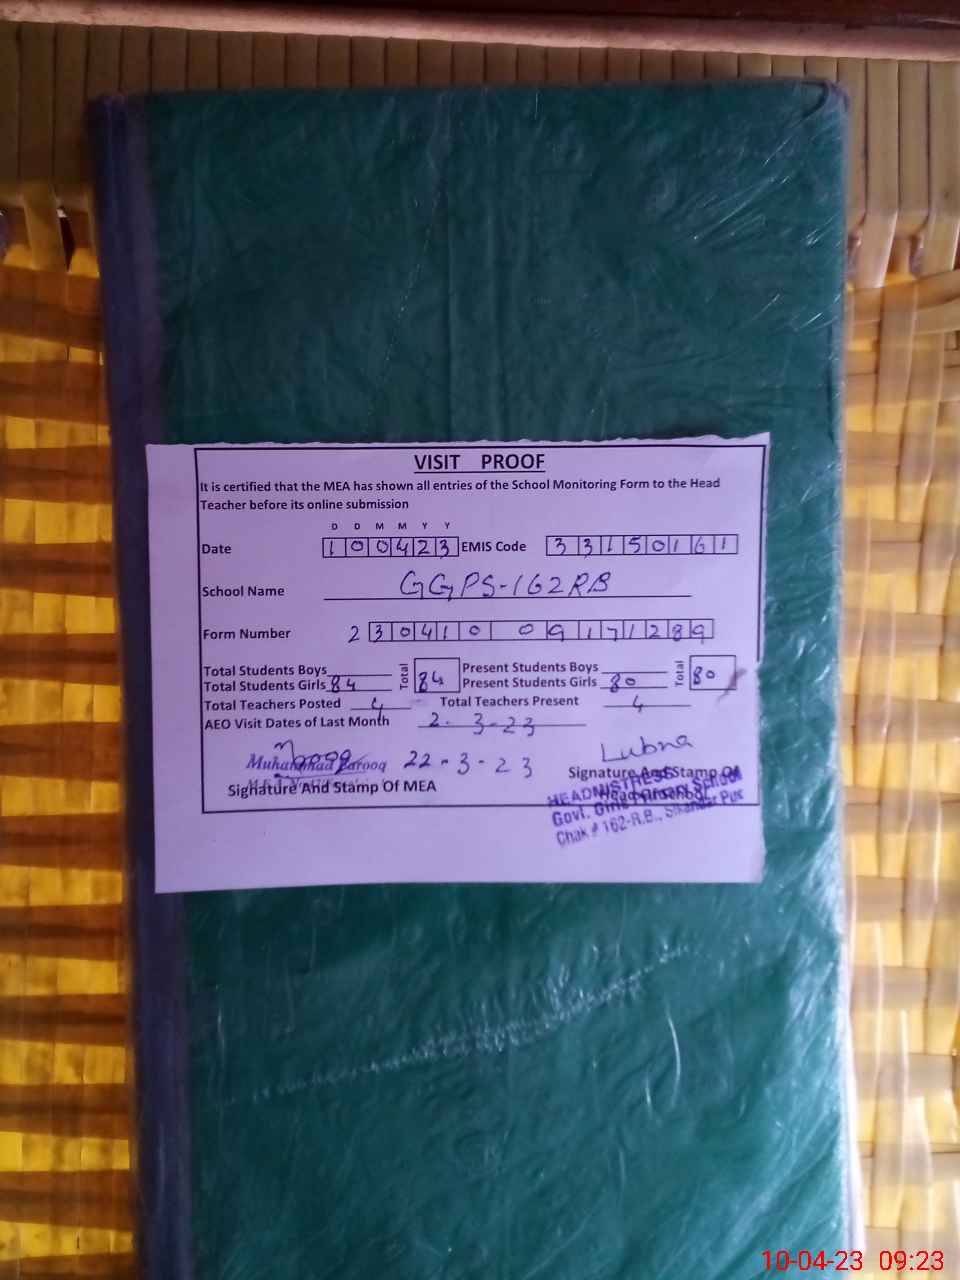 VISIT PROOF
It is certified that the MEA has shown all entries of the School Monitoring Form to the Head
Teacher before its online submission
D D M M Y Y
Date 1 0 0 4 2 3 EMIS Code 3 3 1 5 0 1 6 1
School Name GGPS-162RB
Form Number 2 3 0 4 1 0 0 9 1 7 1 2 8 9
Total Students Boys Total 84 Present Students Boys Total 80
Total Students Girls 84 Present Students Girls 80
Total Teachers Posted 4 Total Teachers Present 4
AEO Visit Dates of Last Month 2-3-23
22-3-23
Lubna
Muhammad Farooq
Signature And Stamp Of MEA
Signature And Stamp Of
Head Of School
HEADMISTRESS
Govt. Girls Primary School
Chak # 162-R.B., Sikandar Pur
10-04-23 09:23